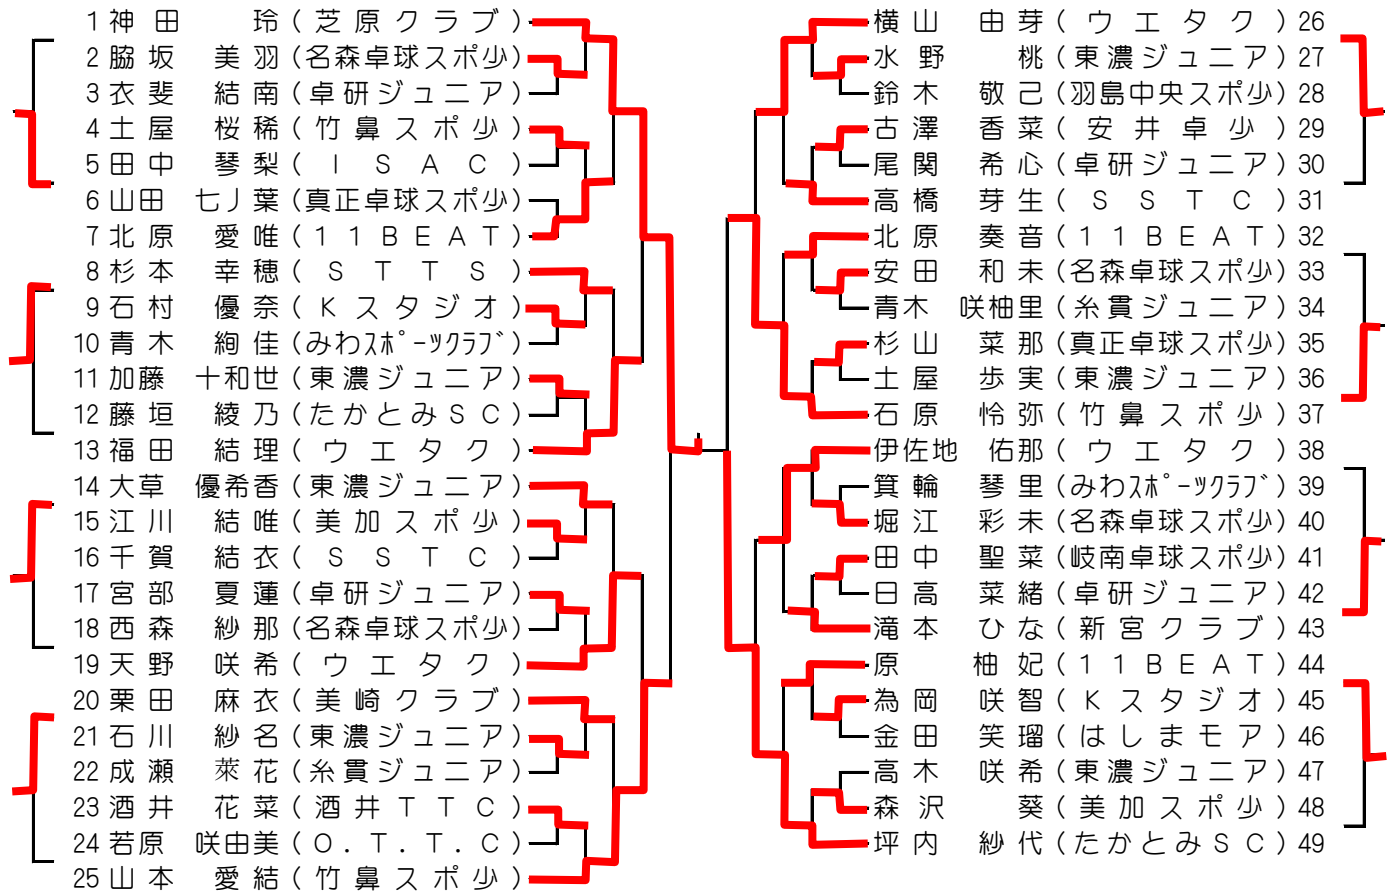 1 神田 玲 (芝原クラブ)
2 脇坂 美羽 (名森卓球スポ少)
3 衣斐 結南 (卓研ジュニア)
4 土屋 桜稀 (竹鼻スポ少)
5 田中 琴梨 (ISAC)
6 山田 七ノ葉 (真正卓球スポ少)
7 北原 愛唯 (11BEAT)
8 杉本 幸穂 (STTS)
9 石村 優奈 (Kスタジオ)
10 青木 絢佳 (みわｽﾎﾟｰﾂｸﾗﾌﾞ)
11 加藤 十和世 (東濃ジュニア)
12 藤垣 綾乃 (たかとみSC)
13 福田 結理 (ウエタク)
14 大草 優希香 (東濃ジュニア)
15 江川 結唯 (美加スポ少)
16 千賀 結衣 (SSTC)
17 宮部 夏蓮 (卓研ジュニア)
18 西森 紗那 (名森卓球スポ少)
19 天野 咲希 (ウエタク)
20 栗田 麻衣 (美崎クラブ)
21 石川 紗名 (東濃ジュニア)
22 成瀬 萊花 (糸貫ジュニア)
23 酒井 花菜 (酒井TTC)
24 若原 咲由美 (O.T.T.C)
25 山本 愛結 (竹鼻スポ少)
横山 由芽 (ウエタク) 26
水野 桃 (東濃ジュニア) 27
鈴木 敬己 (羽島中央スポ少) 28
古澤 香菜 (安井卓少) 29
尾関 希心 (卓研ジュニア) 30
高橋 芽生 (SSTC) 31
北原 奏音 (11BEAT) 32
安田 和未 (名森卓球スポ少) 33
青木 咲柚里 (糸貫ジュニア) 34
杉山 菜那 (真正卓球スポ少) 35
土屋 歩実 (東濃ジュニア) 36
石原 怜弥 (竹鼻スポ少) 37
伊佐地 佑那 (ウエタク) 38
箕輪 琴里 (みわｽﾎﾟｰﾂｸﾗﾌﾞ) 39
堀江 彩未 (名森卓球スポ少) 40
田中 聖菜 (岐南卓球スポ少) 41
日高 菜緒 (卓研ジュニア) 42
滝本 ひな (新宮クラブ) 43
原 柚妃 (11BEAT) 44
為岡 咲智 (Kスタジオ) 45
金田 笑瑠 (はしまモア) 46
高木 咲希 (東濃ジュニア) 47
森沢 葵 (美加スポ少) 48
坪内 紗代 (たかとみSC) 49